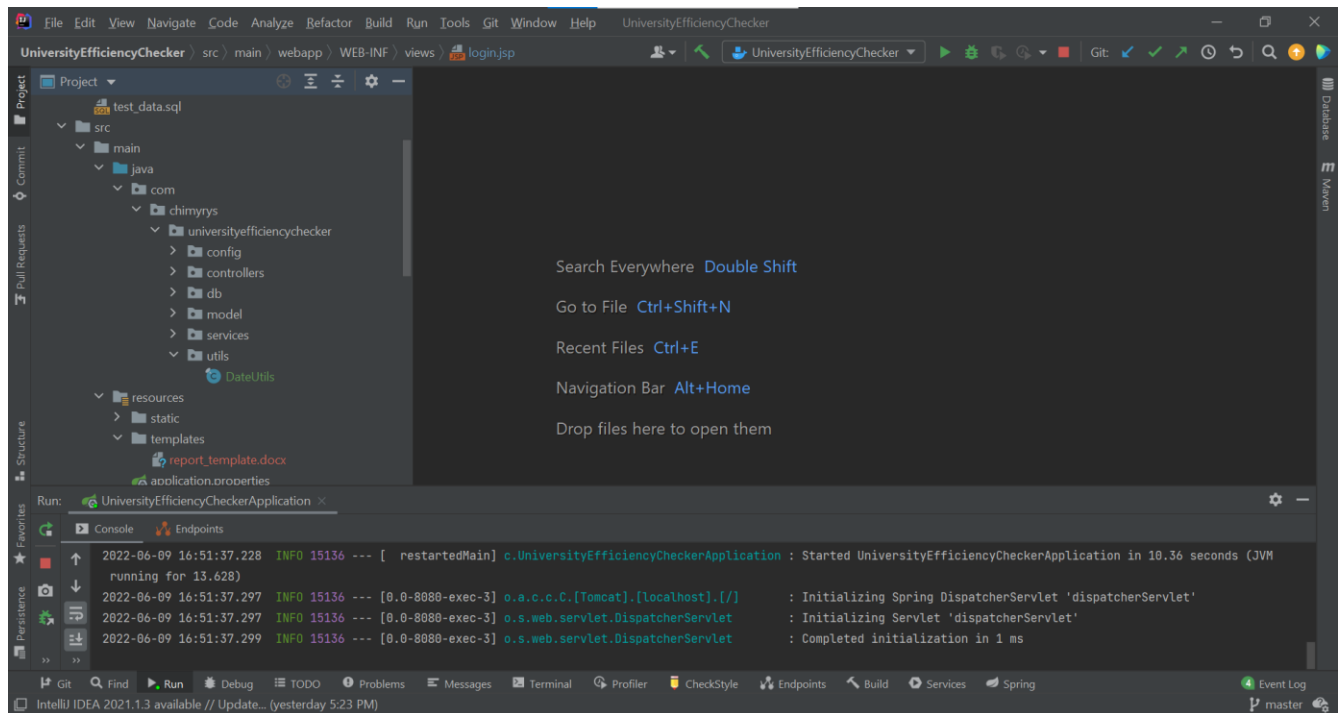 File Edit View Navigate Code Analyze Refactor Build Run Tools Git Window Help UniversityEfficiencyChecker
UniversityEfficiencyChecker 〉 src 〉 main 〉 webapp 〉 WEB-INF 〉 views 〉 login.jsp UniversityEfficiencyChecker Git:
Project
test_data.sql
src
main
java
com
chimyrys
universityefficiencychecker
config
controllers
db
model
services
utils
DateUtils
resources
static
templates
report_template.docx
application.properties
Project
Commit
Pull Requests
Structure
Favorites
Persistence
Search Everywhere Double Shift
Go to File Ctrl+Shift+N
Recent Files Ctrl+E
Navigation Bar Alt+Home
Drop files here to open them
Database
m Maven
Run: UniversityEfficiencyCheckerApplication
Console Endpoints
2022-06-09 16:51:37.228 INFO 15136 --- [ restartedMain] c.UniversityEfficiencyCheckerApplication : Started UniversityEfficiencyCheckerApplication in 10.36 seconds (JVM
running for 13.628)
2022-06-09 16:51:37.297 INFO 15136 --- [0.0-8080-exec-3] o.a.c.c.C.[Tomcat].[localhost].[/] : Initializing Spring DispatcherServlet 'dispatcherServlet'
2022-06-09 16:51:37.297 INFO 15136 --- [0.0-8080-exec-3] o.s.web.servlet.DispatcherServlet : Initializing Servlet 'dispatcherServlet'
2022-06-09 16:51:37.299 INFO 15136 --- [0.0-8080-exec-3] o.s.web.servlet.DispatcherServlet : Completed initialization in 1 ms
Git Find Run Debug TODO Problems Messages Terminal Profiler CheckStyle Endpoints Build Services Spring 4 Event Log
IntelliJ IDEA 2021.1.3 available // Update... (yesterday 5:23 PM) master